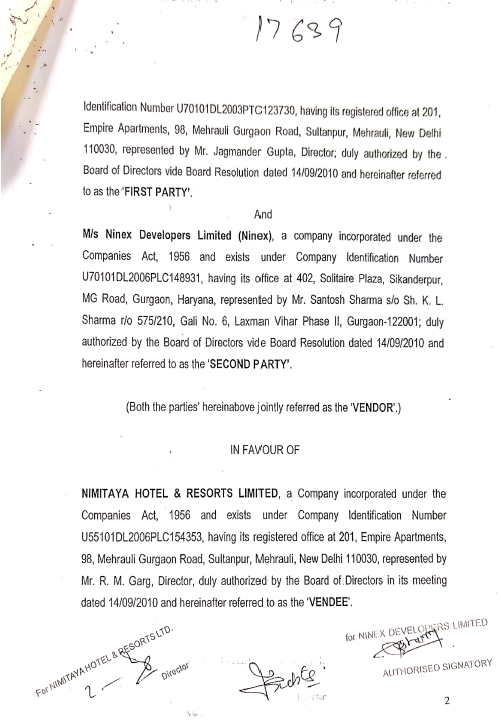 17639
Identification Number U70101DL2003PTC123730, having its registered office at 201,
Empire Apartments, 98, Mehrauli Gurgaon Road, Sultanpur, Mehrauli, New Delhi
110030, represented by Mr. Jagmander Gupta, Director; duly authorized by the
Board of Directors vide Board Resolution dated 14/09/2010 and hereinafter referred
to as the 'FIRST PARTY'.
And
M/s Ninex Developers Limited (Ninex), a company incorporated under the
Companies Act, 1956 and exists under Company Identification Number
U70101DL2006PLC148931, having its office at 402, Solitaire Plaza, Sikanderpur,
MG Road, Gurgaon, Haryana, represented by Mr. Santosh Sharma s/o Sh. K. L.
Sharma r/o 575/210, Gali No. 6, Laxman Vihar Phase II, Gurgaon-122001; duly
authorized by the Board of Directors vide Board Resolution dated 14/09/2010 and
hereinafter referred to as the 'SECOND PARTY'.
(Both the parties' hereinabove jointly referred as the 'VENDOR'.)
IN FAVOUR OF
NIMITAYA HOTEL & RESORTS LIMITED, a Company incorporated under the
Companies Act, 1956 and exists under Company Identification Number
U55101DL2006PLC154353, having its registered office at 201, Empire Apartments,
98, Mehrauli Gurgaon Road, Sultanpur, Mehrauli, New Delhi 110030, represented by
Mr. R. M. Garg, Director, duly authorized by the Board of Directors in its meeting
dated 14/09/2010 and hereinafter referred to as the 'VENDEE'.
For NIMITAYA HOTEL & RESORTS LTD.
Director
for NINEX DEVELOPERS LIMITED
AUTHORISED SIGNATORY
2